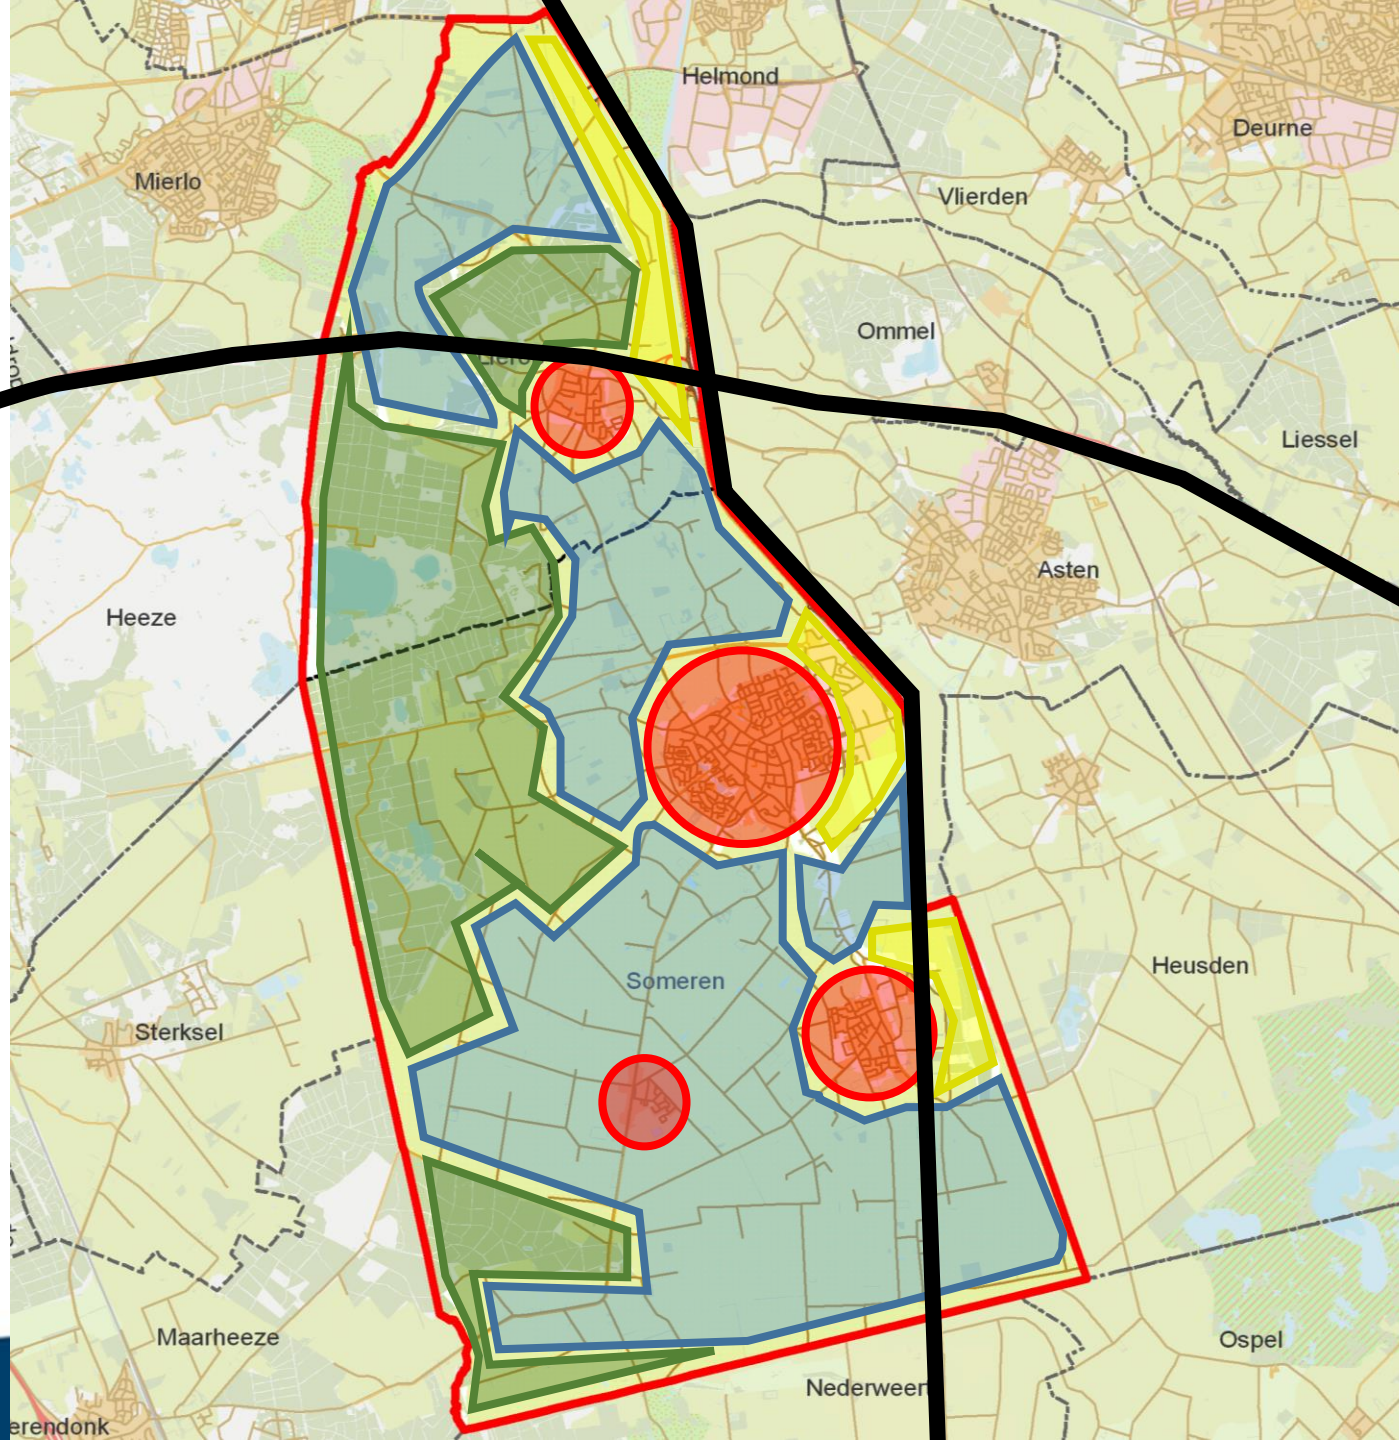 Helmond
Deurne
Mierlo
Vlierden
Ommel
Liessel
Asten
Heeze
Someren
Heusden
Sterksel
Maarheeze
Ospel
Nederweert
erendonk